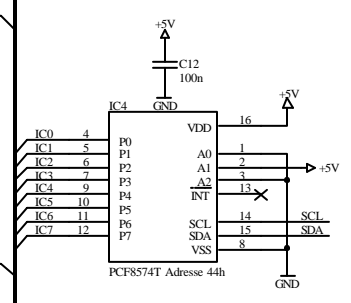 +5V
C12
100n
GND
IC4
+5V
VDD 16
IC0 4 P0
IC1 5 P1
IC2 6 P2
IC3 7 P3
IC4 9 P4
IC5 10 P5
IC6 11 P6
IC7 12 P7
A0 1
A1 2 +5V
A2 3
INT 13
SCL 14 SCL
SDA 15 SDA
VSS 8
PCF8574T Adresse 44h
GND